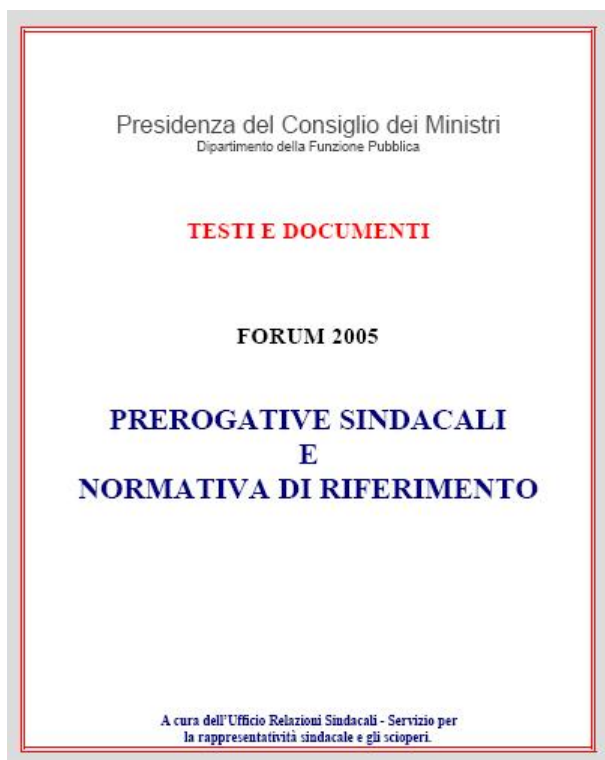 Presidenza del Consiglio dei Ministri
Dipartimento della Funzione Pubblica
TESTI E DOCUMENTI
FORUM 2005
PREROGATIVE SINDACALI
E
NORMATIVA DI RIFERIMENTO
A cura dell'Ufficio Relazioni Sindacali - Servizio per
la rappresentatività sindacale e gli scioperi.